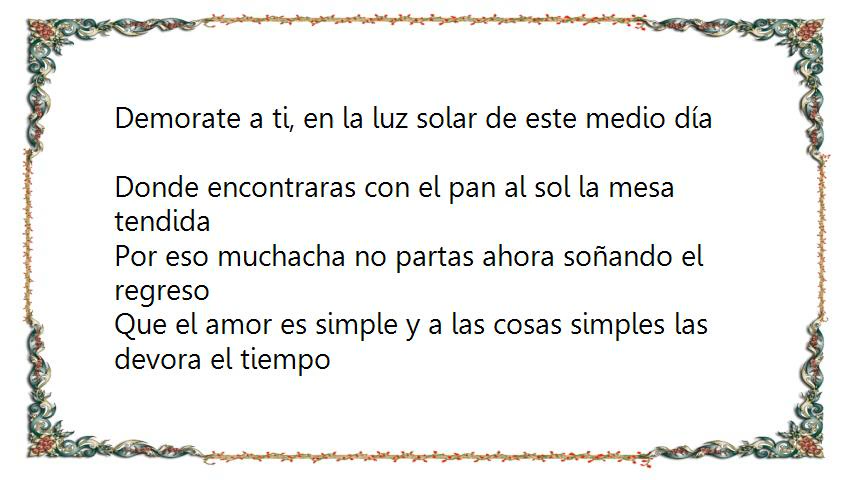 Demorate a ti, en la luz solar de este medio día
Donde encontraras con el pan al sol la mesa
tendida
Por eso muchacha no partas ahora soñando el
regreso
Que el amor es simple y a las cosas simples las
devora el tiempo